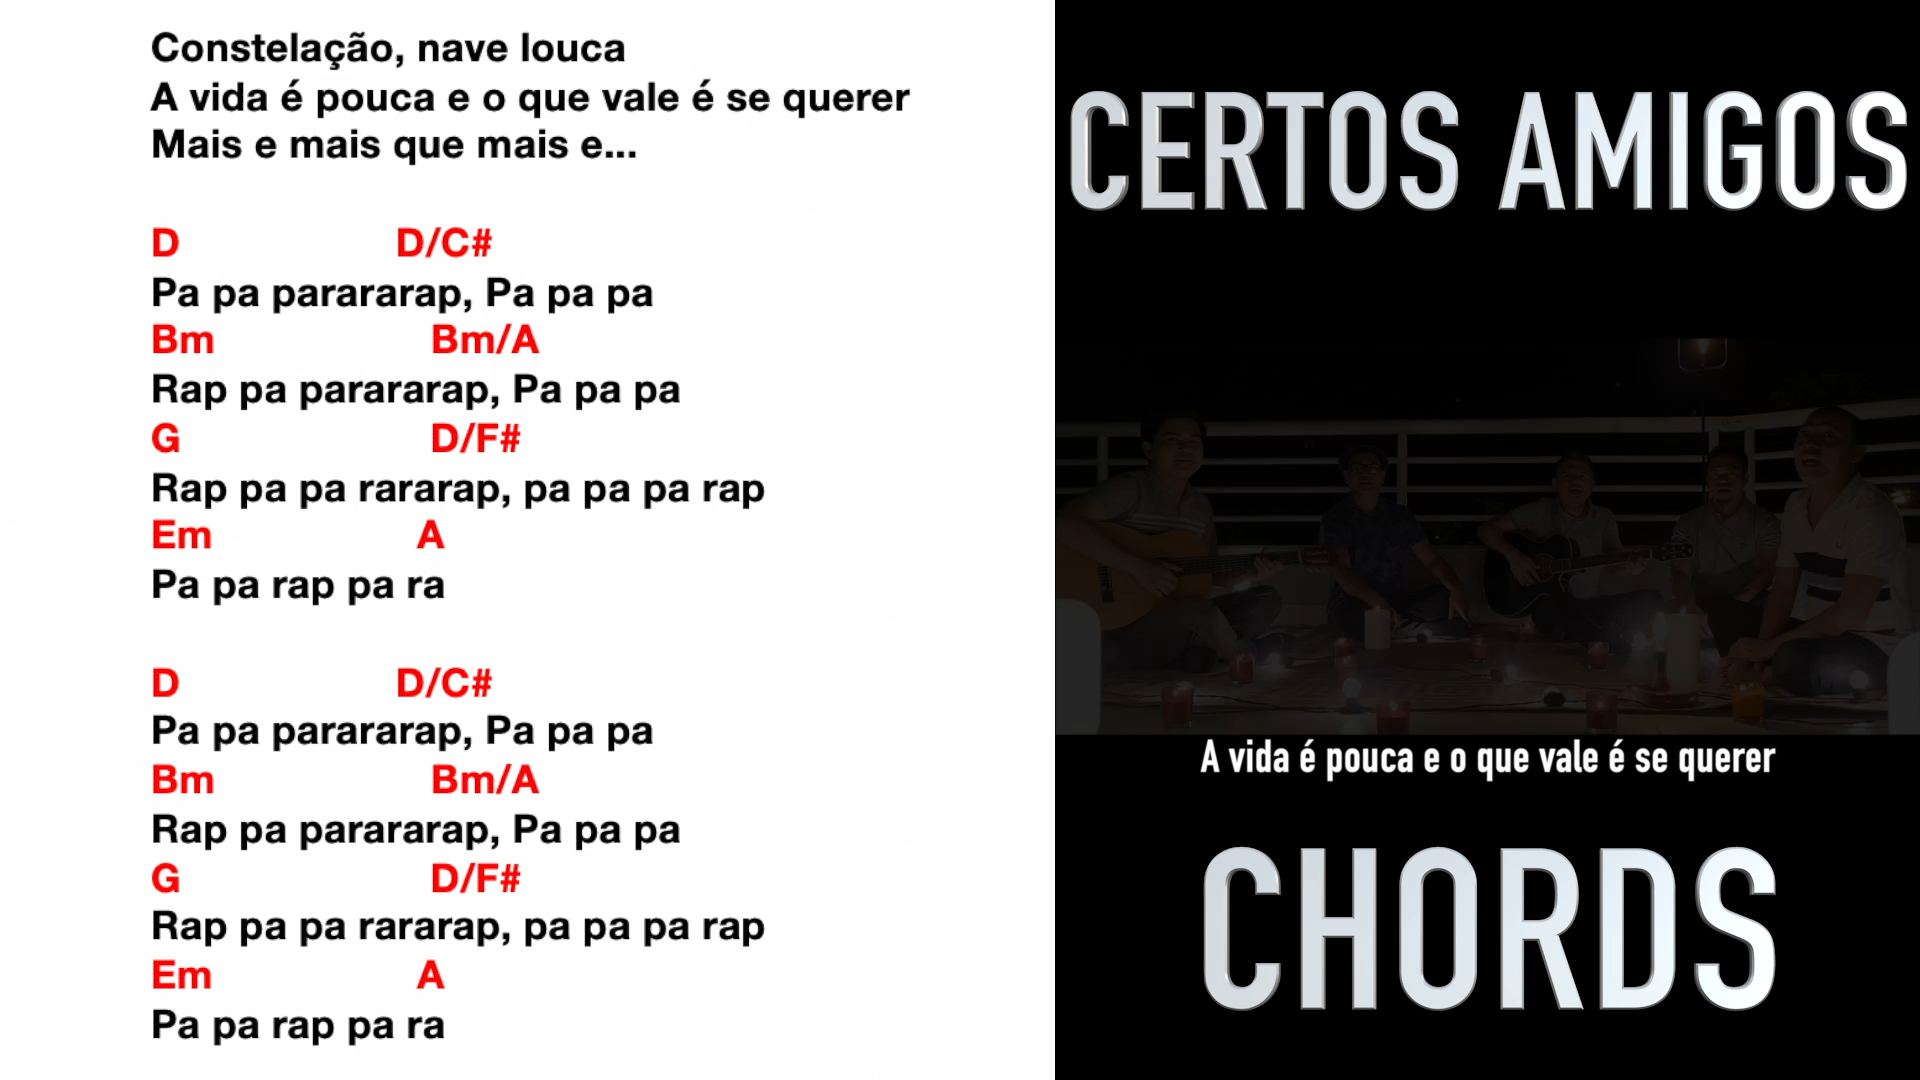 Constelação, nave louca
A vida é pouca e o que vale é se querer
Mais e mais que mais e...
D D/C#
Pa pa parararap, Pa pa pa
Bm Bm/A
Rap pa parararap, Pa pa pa
G D/F#
Rap pa pa rararap, pa pa pa rap
Em A
Pa pa rap pa ra
D D/C#
Pa pa parararap, Pa pa pa
Bm Bm/A
Rap pa parararap, Pa pa pa
G D/F#
Rap pa pa rararap, pa pa pa rap
Em A
Pa pa rap pa ra
CERTOS AMIGOS
A vida é pouca e o que vale é se querer
CHORDS